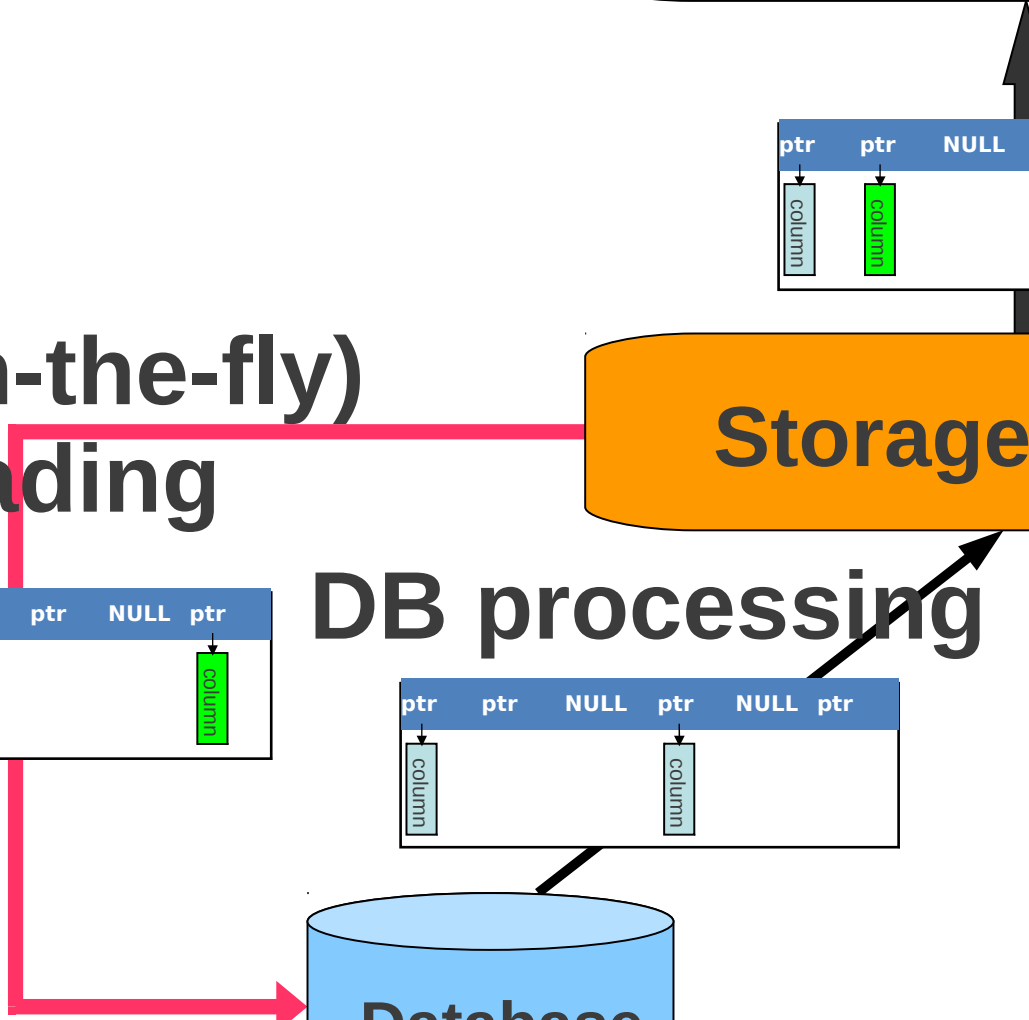 ptr ptr NULL
column column
n-the-fly)
Storage
ading
DB processing
ptr NULL ptr
column
ptr ptr NULL ptr NULL ptr
column column
Database